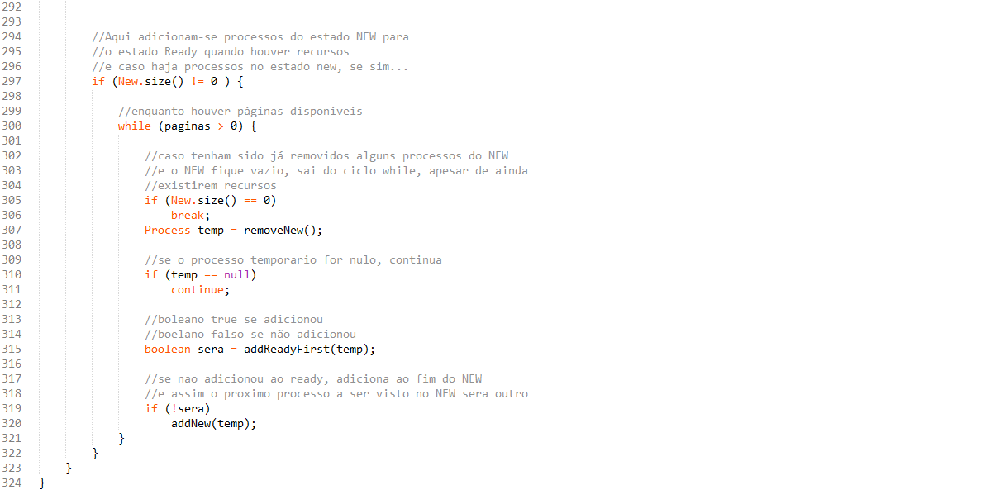 292
293
294 //Aqui adicionam-se processos do estado NEW para
295 //o estado Ready quando houver recursos
296 //e caso haja processos no estado new, se sim...
297 if (New.size() != 0 ) {
298
299 //enquanto houver páginas disponiveis
300 while (paginas > 0) {
301
302 //caso tenham sido já removidos alguns processos do NEW
303 //e o NEW fique vazio, sai do ciclo while, apesar de ainda
304 //existirem recursos
305 if (New.size() == 0)
306 break;
307 Process temp = removeNew();
308
309 //se o processo temporario for nulo, continua
310 if (temp == null)
311 continue;
312
313 //boleano true se adicionou
314 //boelano falso se não adicionou
315 boolean sera = addReadyFirst(temp);
316
317 //se nao adicionou ao ready, adiciona ao fim do NEW
318 //e assim o proximo processo a ser visto no NEW sera outro
319 if (!sera)
320 addNew(temp);
321 }
322 }
323 }
324 }